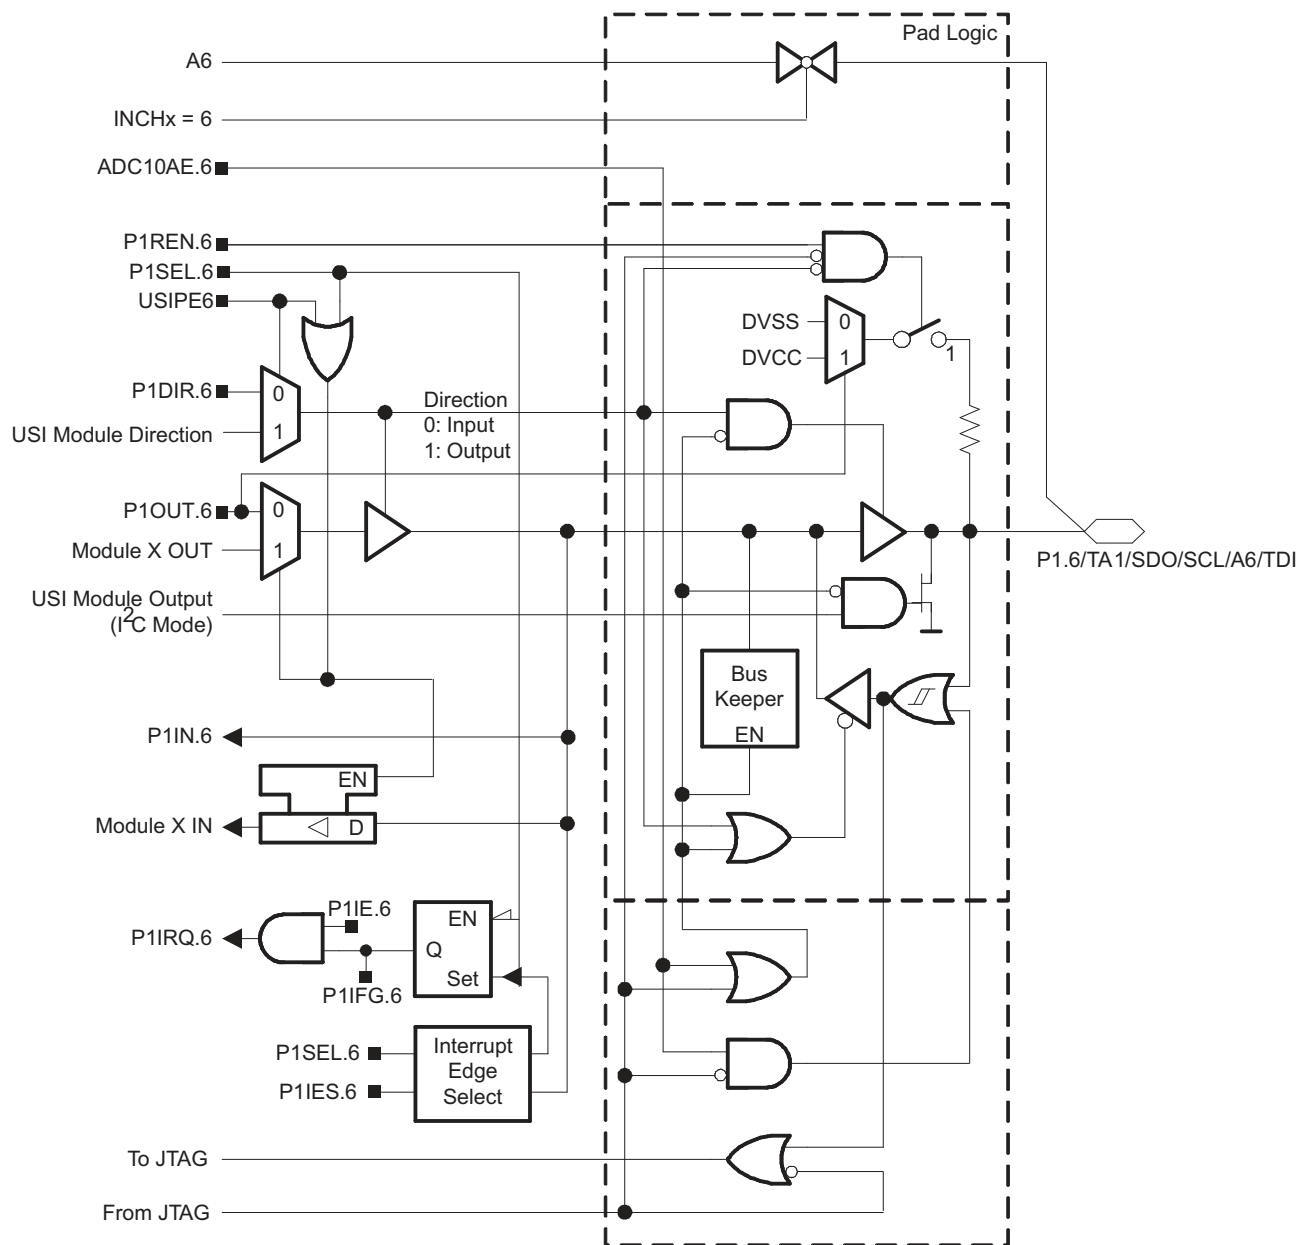 Pad Logic
A6
INCHx = 6
ADC10AE.6
P1REN.6
P1SEL.6
USIPE6
DVSS
0
DVCC
1
1
P1DIR.6
0
USI Module Direction
1
Direction
0: Input
1: Output
P1OUT.6
0
Module X OUT
1
P1.6/TA1/SDO/SCL/A6/TDI
USI Module Output
(I2C Mode)
Bus
Keeper
EN
P1IN.6
EN
Module X IN
D
P1IE.6
P1IRQ.6
EN
Q
Set
P1IFG.6
P1SEL.6
P1IES.6
Interrupt
Edge
Select
To JTAG
From JTAG